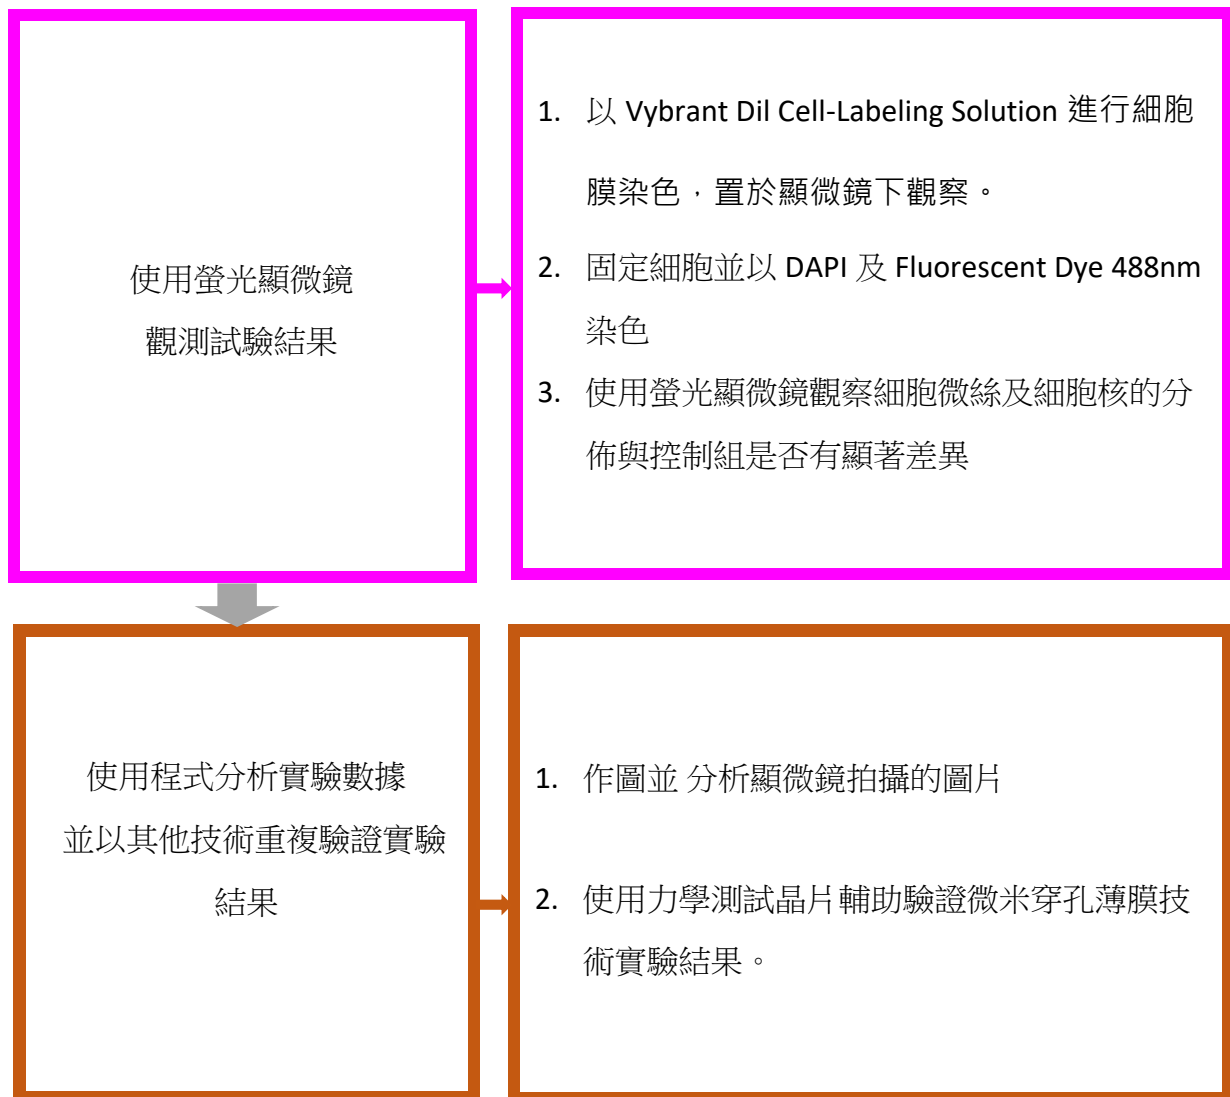 使用螢光顯微鏡
觀測試驗結果
1. 以 Vybrant Dil Cell-Labeling Solution 進行細胞
膜染色，置於顯微鏡下觀察。
2. 固定細胞並以 DAPI 及 Fluorescent Dye 488nm
染色
3. 使用螢光顯微鏡觀察細胞微絲及細胞核的分
佈與控制組是否有顯著差異
使用程式分析實驗數據
並以其他技術重複驗證實驗
結果
1. 作圖並 分析顯微鏡拍攝的圖片
2. 使用力學測試晶片輔助驗證微米穿孔薄膜技
術實驗結果。